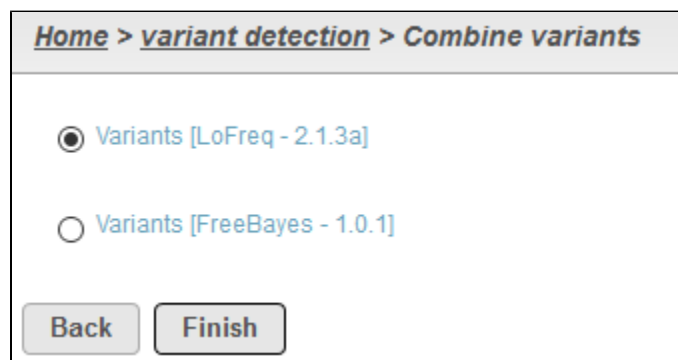 Home > variant detection > Combine variants
Variants [LoFreq - 2.1.3a]
Variants [FreeBayes - 1.0.1]
Back Finish